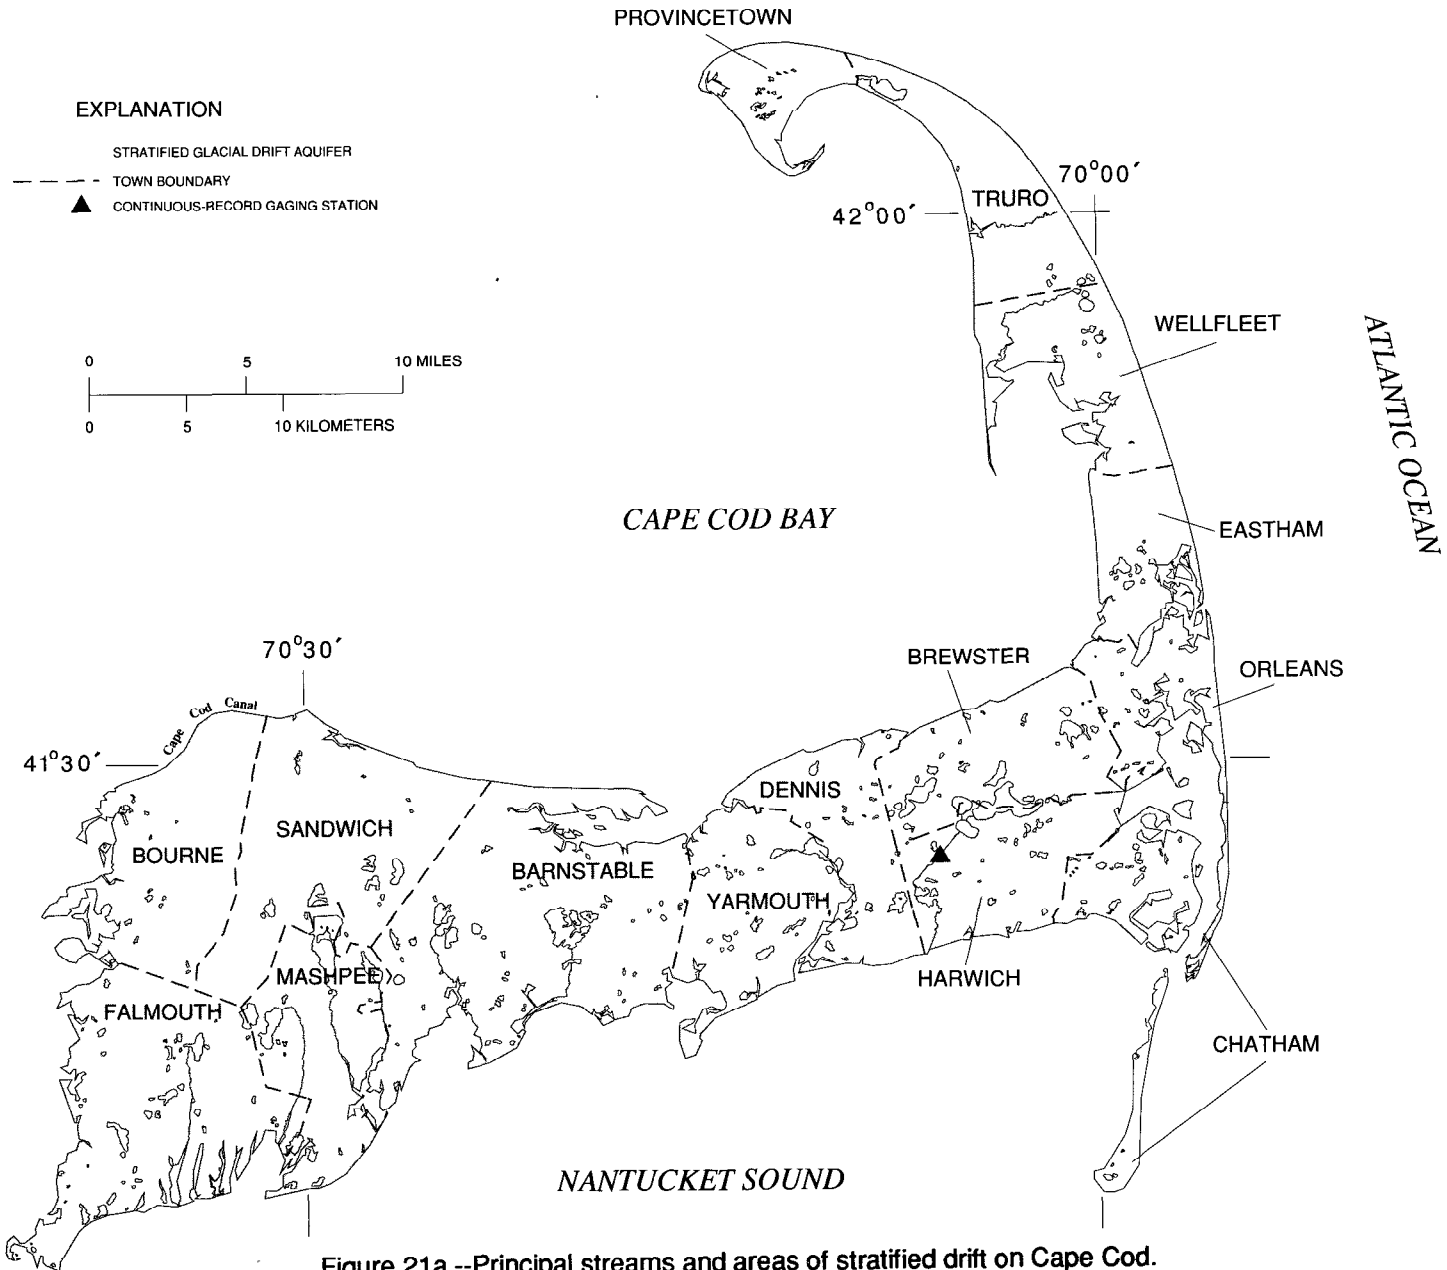 PROVINCETOWN
EXPLANATION
STRATIFIED GLACIAL DRIFT AQUIFER
TOWN BOUNDARY
CONTINUOUS-RECORD GAGING STATION
70°00′
TRURO
42°00′
WELLFLEET
ATLANTIC OCEAN
0 5 10 MILES
0 5 10 KILOMETERS
CAPE COD BAY
EASTHAM
70°30′
BREWSTER
ORLEANS
Cape Cod Canal
41°30′
DENNIS
SANDWICH
BOURNE
BARNSTABLE
YARMOUTH
MASHPEE
HARWICH
FALMOUTH
CHATHAM
NANTUCKET SOUND
Figure 21a.--Principal streams and areas of stratified drift on Cape Cod.